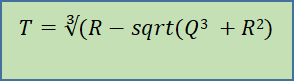 T = ∛(R − sqrt(Q³ + R²)